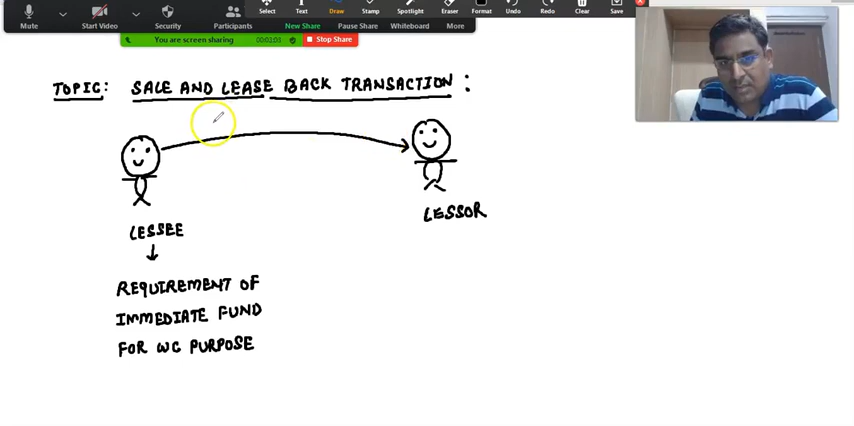 Mute
Start Video
Security
Participants
New Share
Pause Share
Whiteboard
More
Select
Text
Draw
Stamp
Spotlight
Eraser
Format
Undo
Redo
Clear
Save
You are screen sharing
Stop Share
TOPIC: SALE AND LEASE BACK TRANSACTION:
LESSEE
LESSOR
REQUIREMENT OF
IMMEDIATE FUND
FOR WC PURPOSE